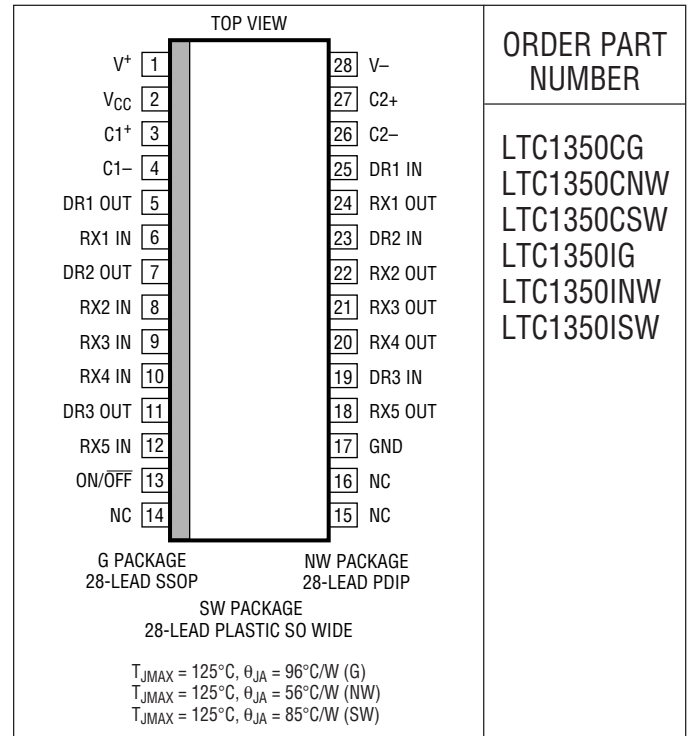 TOP VIEW
V+ 1
VCC 2
C1+ 3
C1– 4
DR1 OUT 5
RX1 IN 6
DR2 OUT 7
RX2 IN 8
RX3 IN 9
RX4 IN 10
DR3 OUT 11
RX5 IN 12
ON/OFF 13
NC 14
28 V–
27 C2+
26 C2–
25 DR1 IN
24 RX1 OUT
23 DR2 IN
22 RX2 OUT
21 RX3 OUT
20 RX4 OUT
19 DR3 IN
18 RX5 OUT
17 GND
16 NC
15 NC
G PACKAGE
28-LEAD SSOP
NW PACKAGE
28-LEAD PDIP
SW PACKAGE
28-LEAD PLASTIC SO WIDE
TJMAX = 125°C, θJA = 96°C/W (G)
TJMAX = 125°C, θJA = 56°C/W (NW)
TJMAX = 125°C, θJA = 85°C/W (SW)
ORDER PART
NUMBER
LTC1350CG
LTC1350CNW
LTC1350CSW
LTC1350IG
LTC1350INW
LTC1350ISW